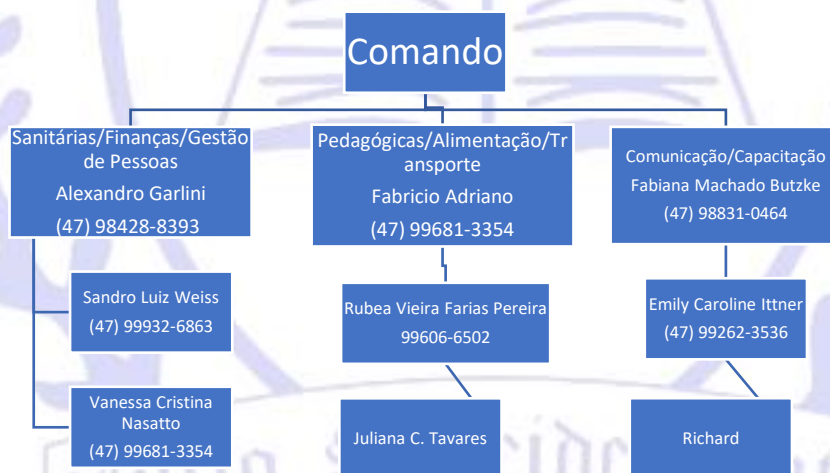 Comando
Sanitárias/Finanças/Gestão
de Pessoas
Alexandro Garlini
(47) 98428-8393
Pedagógicas/Alimentação/Tr
ansporte
Fabricio Adriano
(47) 99681-3354
Comunicação/Capacitação
Fabiana Machado Butzke
(47) 98831-0464
Sandro Luiz Weiss
(47) 99932-6863
Rubea Vieira Farias Pereira
99606-6502
Emily Caroline Ittner
(47) 99262-3536
Vanessa Cristina
Nasatto
(47) 99681-3354
Juliana C. Tavares
Richard